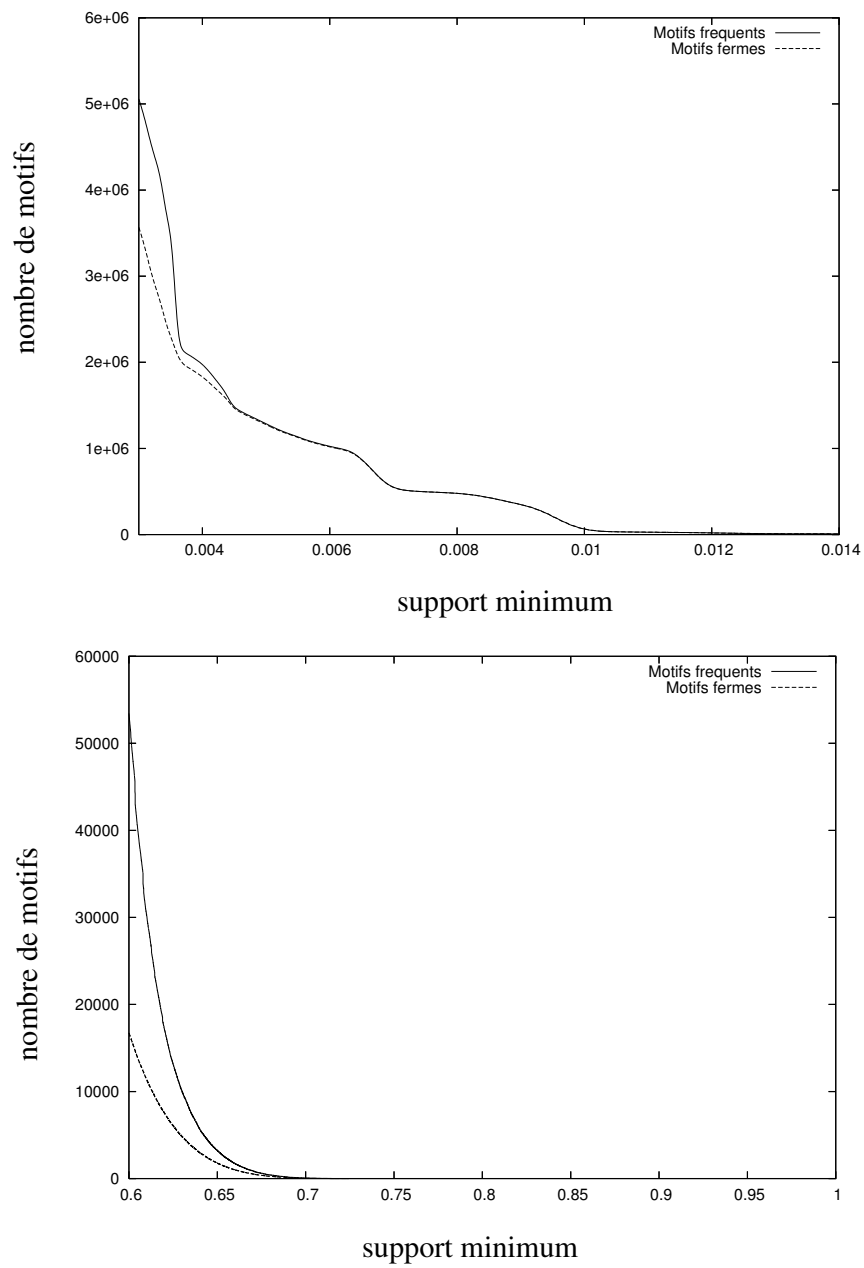 6e+06
Motifs frequents
Motifs fermes
5e+06
4e+06
3e+06
2e+06
1e+06
0
0.004
0.006
0.008
0.01
0.012
0.014
nombre de motifs
support minimum
60000
Motifs frequents
Motifs fermes
50000
40000
30000
20000
10000
0
0.6
0.65
0.7
0.75
0.8
0.85
0.9
0.95
1
nombre de motifs
support minimum